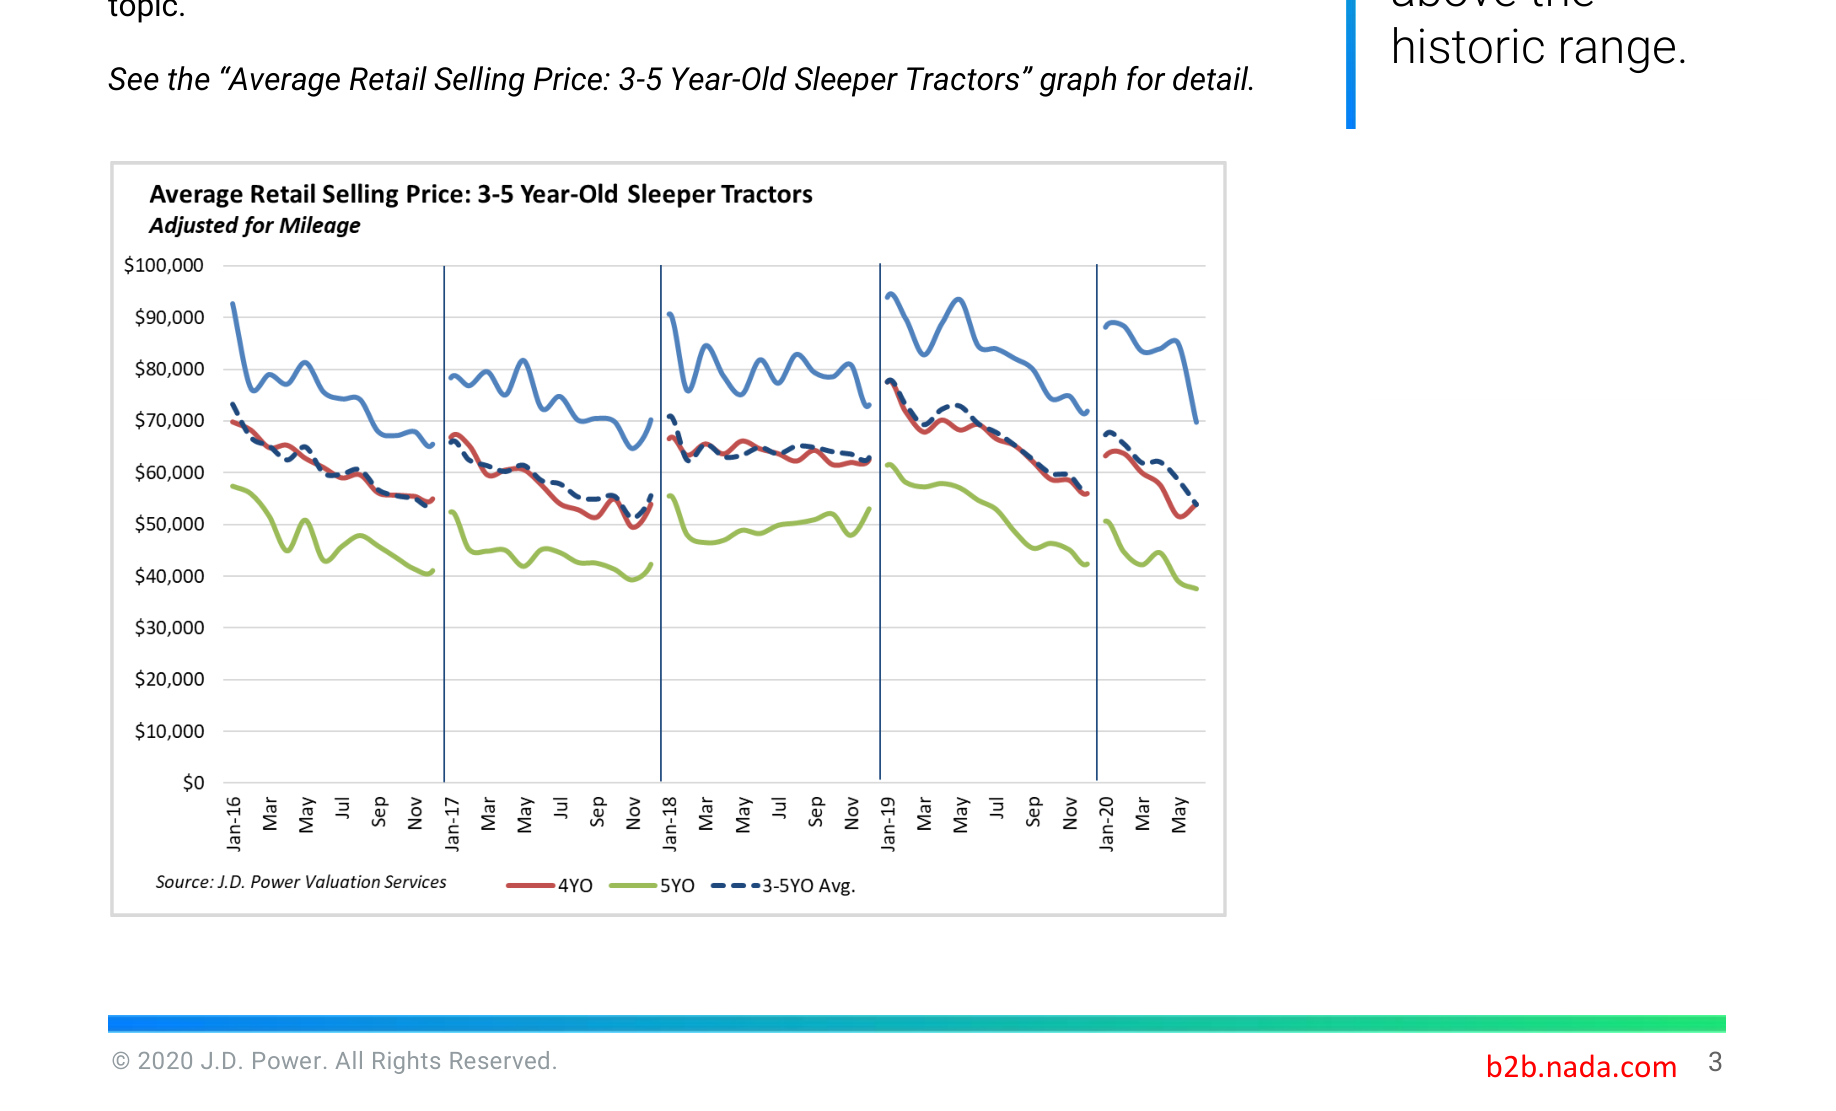 topic.
above the
historic range.
See the “Average Retail Selling Price: 3-5 Year-Old Sleeper Tractors” graph for detail.
Average Retail Selling Price: 3-5 Year-Old Sleeper Tractors
Adjusted for Mileage
$100,000
$90,000
$80,000
$70,000
$60,000
$50,000
$40,000
$30,000
$20,000
$10,000
$0
Jan-16
Mar
May
Jul
Sep
Nov
Jan-17
Mar
May
Jul
Sep
Nov
Jan-18
Mar
May
Jul
Sep
Nov
Jan-19
Mar
May
Jul
Sep
Nov
Jan-20
Mar
May
Source: J.D. Power Valuation Services
4YO
5YO
3-5YO Avg.
© 2020 J.D. Power. All Rights Reserved.
b2b.nada.com
3